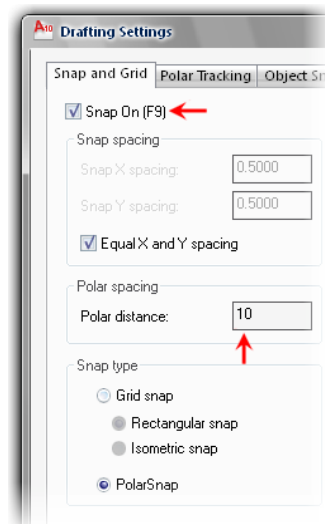 A10 Drafting Settings
Snap and Grid Polar Tracking Object
Snap On (F9)
Snap spacing
Snap X spacing: 0.5000
Snap Y spacing: 0.5000
Equal X and Y spacing
Polar spacing
Polar distance: 10
Snap type
Grid snap
Rectangular snap
Isometric snap
PolarSnap